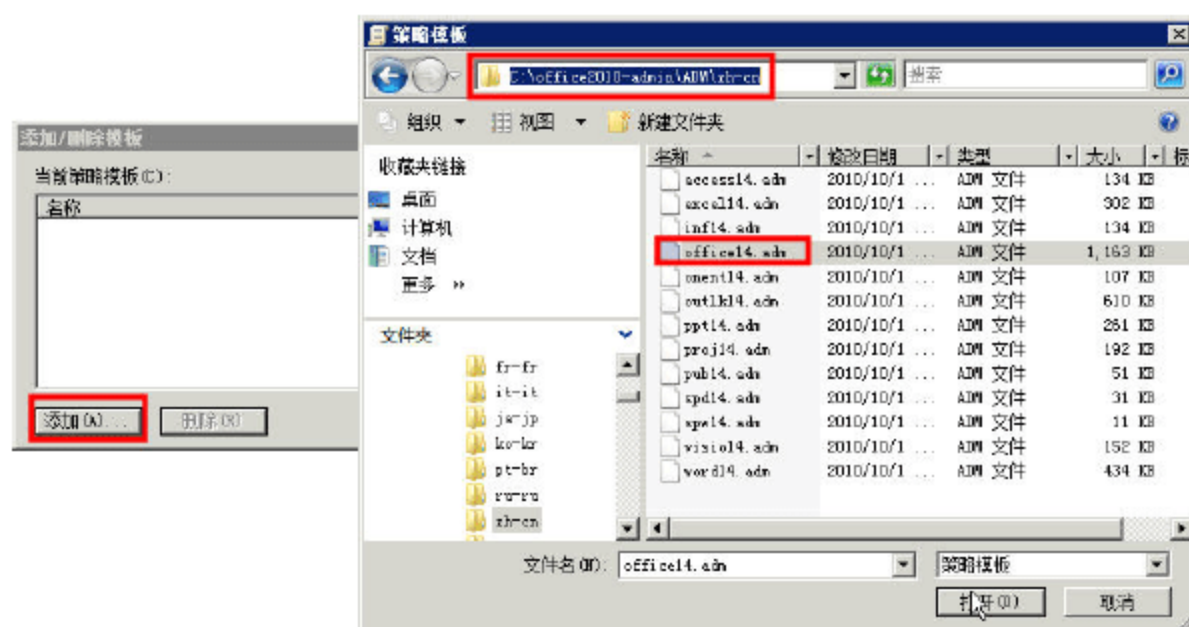 策略模板
C:\office2010-admin\ADM\zh-cn
搜索
组织
视图
新建文件夹
添加/删除模板
当前策略模板(C):
名称
添加(A)...
删除(R)
收藏夹链接
桌面
计算机
文档
更多 »
文件夹
fr-fr
it-it
ja-jp
ko-kr
pt-br
ru-ru
zh-cn
名称 修改日期 类型 大小 标
access14.adm 2010/10/1 ... ADM 文件 134 KB
excel14.adm 2010/10/1 ... ADM 文件 302 KB
inf14.adm 2010/10/1 ... ADM 文件 134 KB
office14.adm 2010/10/1 ... ADM 文件 1,163 KB
onent14.adm 2010/10/1 ... ADM 文件 107 KB
outlk14.adm 2010/10/1 ... ADM 文件 610 KB
ppt14.adm 2010/10/1 ... ADM 文件 261 KB
proj14.adm 2010/10/1 ... ADM 文件 192 KB
pub14.adm 2010/10/1 ... ADM 文件 51 KB
spd14.adm 2010/10/1 ... ADM 文件 31 KB
spw14.adm 2010/10/1 ... ADM 文件 11 KB
visio14.adm 2010/10/1 ... ADM 文件 152 KB
word14.adm 2010/10/1 ... ADM 文件 434 KB
文件名(N): office14.adm
策略模板
打开(O)
取消